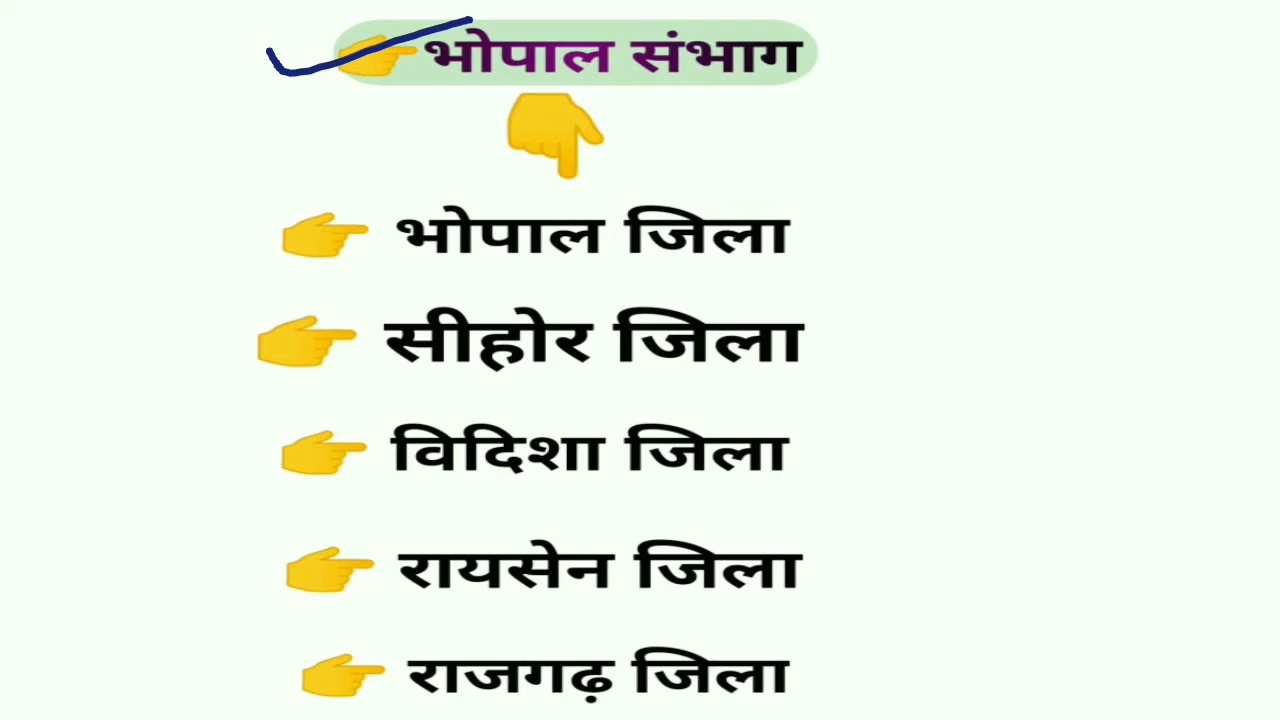 👉भोपाल संभाग
👇
👉 भोपाल जिला
👉 सीहोर जिला
👉 विदिशा जिला
👉 रायसेन जिला
👉 राजगढ़ जिला